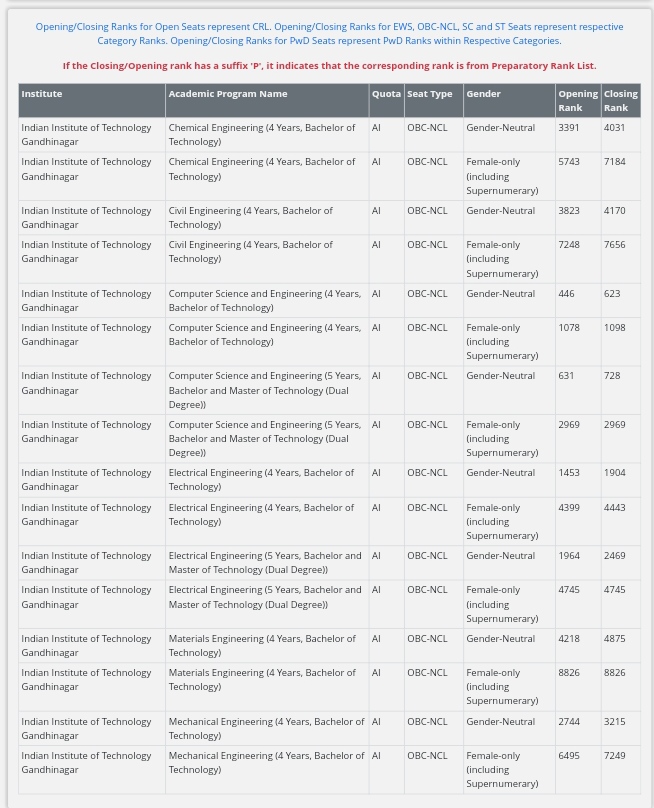 Opening/Closing Ranks for Open Seats represent CRL. Opening/Closing Ranks for EWS, OBC-NCL, SC and ST Seats represent respective
Category Ranks. Opening/Closing Ranks for PwD Seats represent PwD Ranks within Respective Categories.
If the Closing/Opening rank has a suffix 'P', it indicates that the corresponding rank is from Preparatory Rank List.
Institute Academic Program Name Quota Seat Type Gender Opening Closing
Rank Rank
Indian Institute of Technology Chemical Engineering (4 Years, Bachelor of AI OBC-NCL Gender-Neutral 3391 4031
Gandhinagar Technology)
Indian Institute of Technology Chemical Engineering (4 Years, Bachelor of AI OBC-NCL Female-only 5743 7184
Gandhinagar Technology) (including
Supernumerary)
Indian Institute of Technology Civil Engineering (4 Years, Bachelor of AI OBC-NCL Gender-Neutral 3823 4170
Gandhinagar Technology)
Indian Institute of Technology Civil Engineering (4 Years, Bachelor of AI OBC-NCL Female-only 7248 7656
Gandhinagar Technology) (including
Supernumerary)
Indian Institute of Technology Computer Science and Engineering (4 Years, AI OBC-NCL Gender-Neutral 446 623
Gandhinagar Bachelor of Technology)
Indian Institute of Technology Computer Science and Engineering (4 Years, AI OBC-NCL Female-only 1078 1098
Gandhinagar Bachelor of Technology) (including
Supernumerary)
Indian Institute of Technology Computer Science and Engineering (5 Years, AI OBC-NCL Gender-Neutral 631 728
Gandhinagar Bachelor and Master of Technology (Dual
Degree))
Indian Institute of Technology Computer Science and Engineering (5 Years, AI OBC-NCL Female-only 2969 2969
Gandhinagar Bachelor and Master of Technology (Dual (including
Degree)) Supernumerary)
Indian Institute of Technology Electrical Engineering (4 Years, Bachelor of AI OBC-NCL Gender-Neutral 1453 1904
Gandhinagar Technology)
Indian Institute of Technology Electrical Engineering (4 Years, Bachelor of AI OBC-NCL Female-only 4399 4443
Gandhinagar Technology) (including
Supernumerary)
Indian Institute of Technology Electrical Engineering (5 Years, Bachelor and AI OBC-NCL Gender-Neutral 1964 2469
Gandhinagar Master of Technology (Dual Degree))
Indian Institute of Technology Electrical Engineering (5 Years, Bachelor and AI OBC-NCL Female-only 4745 4745
Gandhinagar Master of Technology (Dual Degree)) (including
Supernumerary)
Indian Institute of Technology Materials Engineering (4 Years, Bachelor of AI OBC-NCL Gender-Neutral 4218 4875
Gandhinagar Technology)
Indian Institute of Technology Materials Engineering (4 Years, Bachelor of AI OBC-NCL Female-only 8826 8826
Gandhinagar Technology) (including
Supernumerary)
Indian Institute of Technology Mechanical Engineering (4 Years, Bachelor of AI OBC-NCL Gender-Neutral 2744 3215
Gandhinagar Technology)
Indian Institute of Technology Mechanical Engineering (4 Years, Bachelor of AI OBC-NCL Female-only 6495 7249
Gandhinagar Technology) (including
Supernumerary)